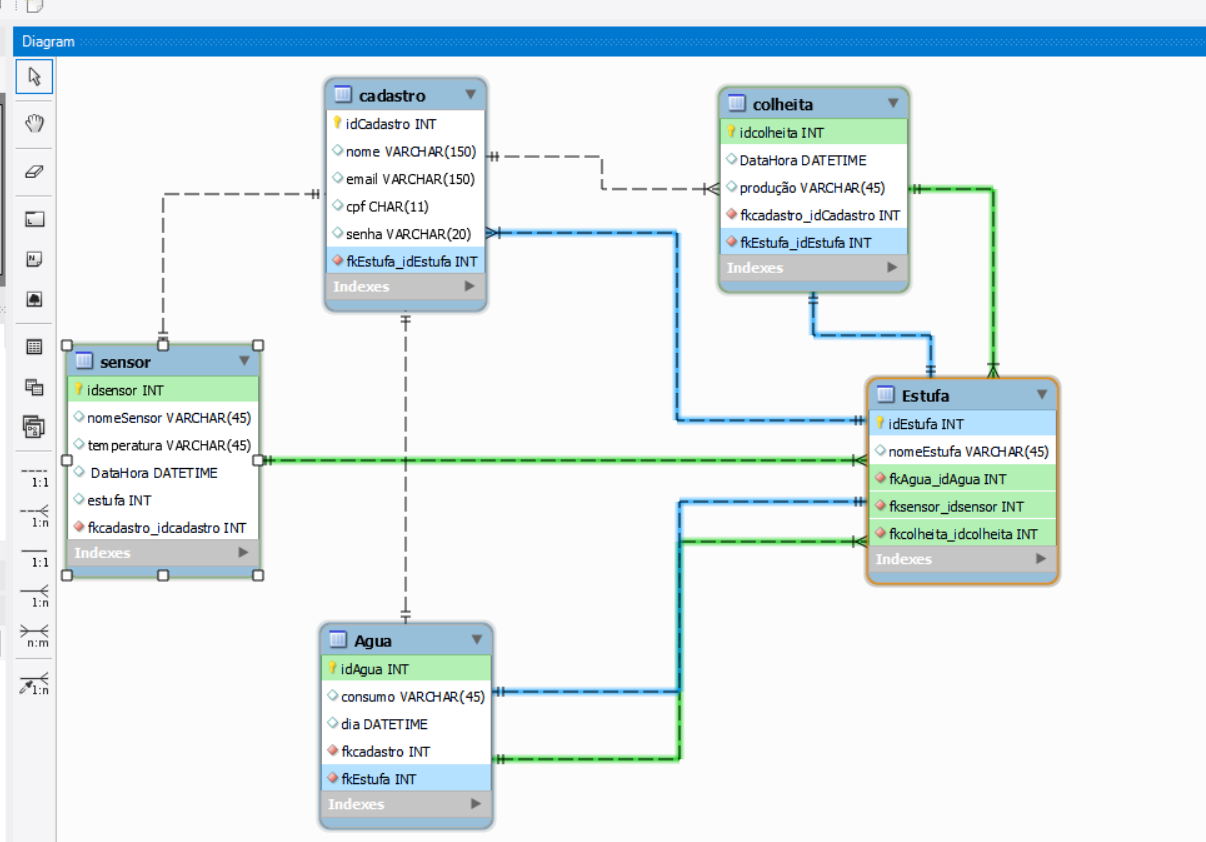 Diagram
cadastro
idCadastro INT
nome VARCHAR(150)
email VARCHAR(150)
cpf CHAR(11)
senha VARCHAR(20)
fkEstufa_idEstufa INT
Indexes
colheita
idcolheita INT
DataHora DATETIME
produção VARCHAR(45)
fkcadastro_idCadastro INT
fkEstufa_idEstufa INT
Indexes
sensor
idsensor INT
nomeSensor VARCHAR(45)
temperatura VARCHAR(45)
DataHora DATETIME
estufa INT
fkcadastro_idcadastro INT
Indexes
Estufa
idEstufa INT
nomeEstufa VARCHAR(45)
fkAgua_idAgua INT
fksensor_idsensor INT
fkcolheita_idcolheita INT
Indexes
Agua
idAgua INT
consumo VARCHAR(45)
dia DATETIME
fkcadastro INT
fkEstufa INT
Indexes
1:1
1:n
1:1
1:n
n:m
1:n